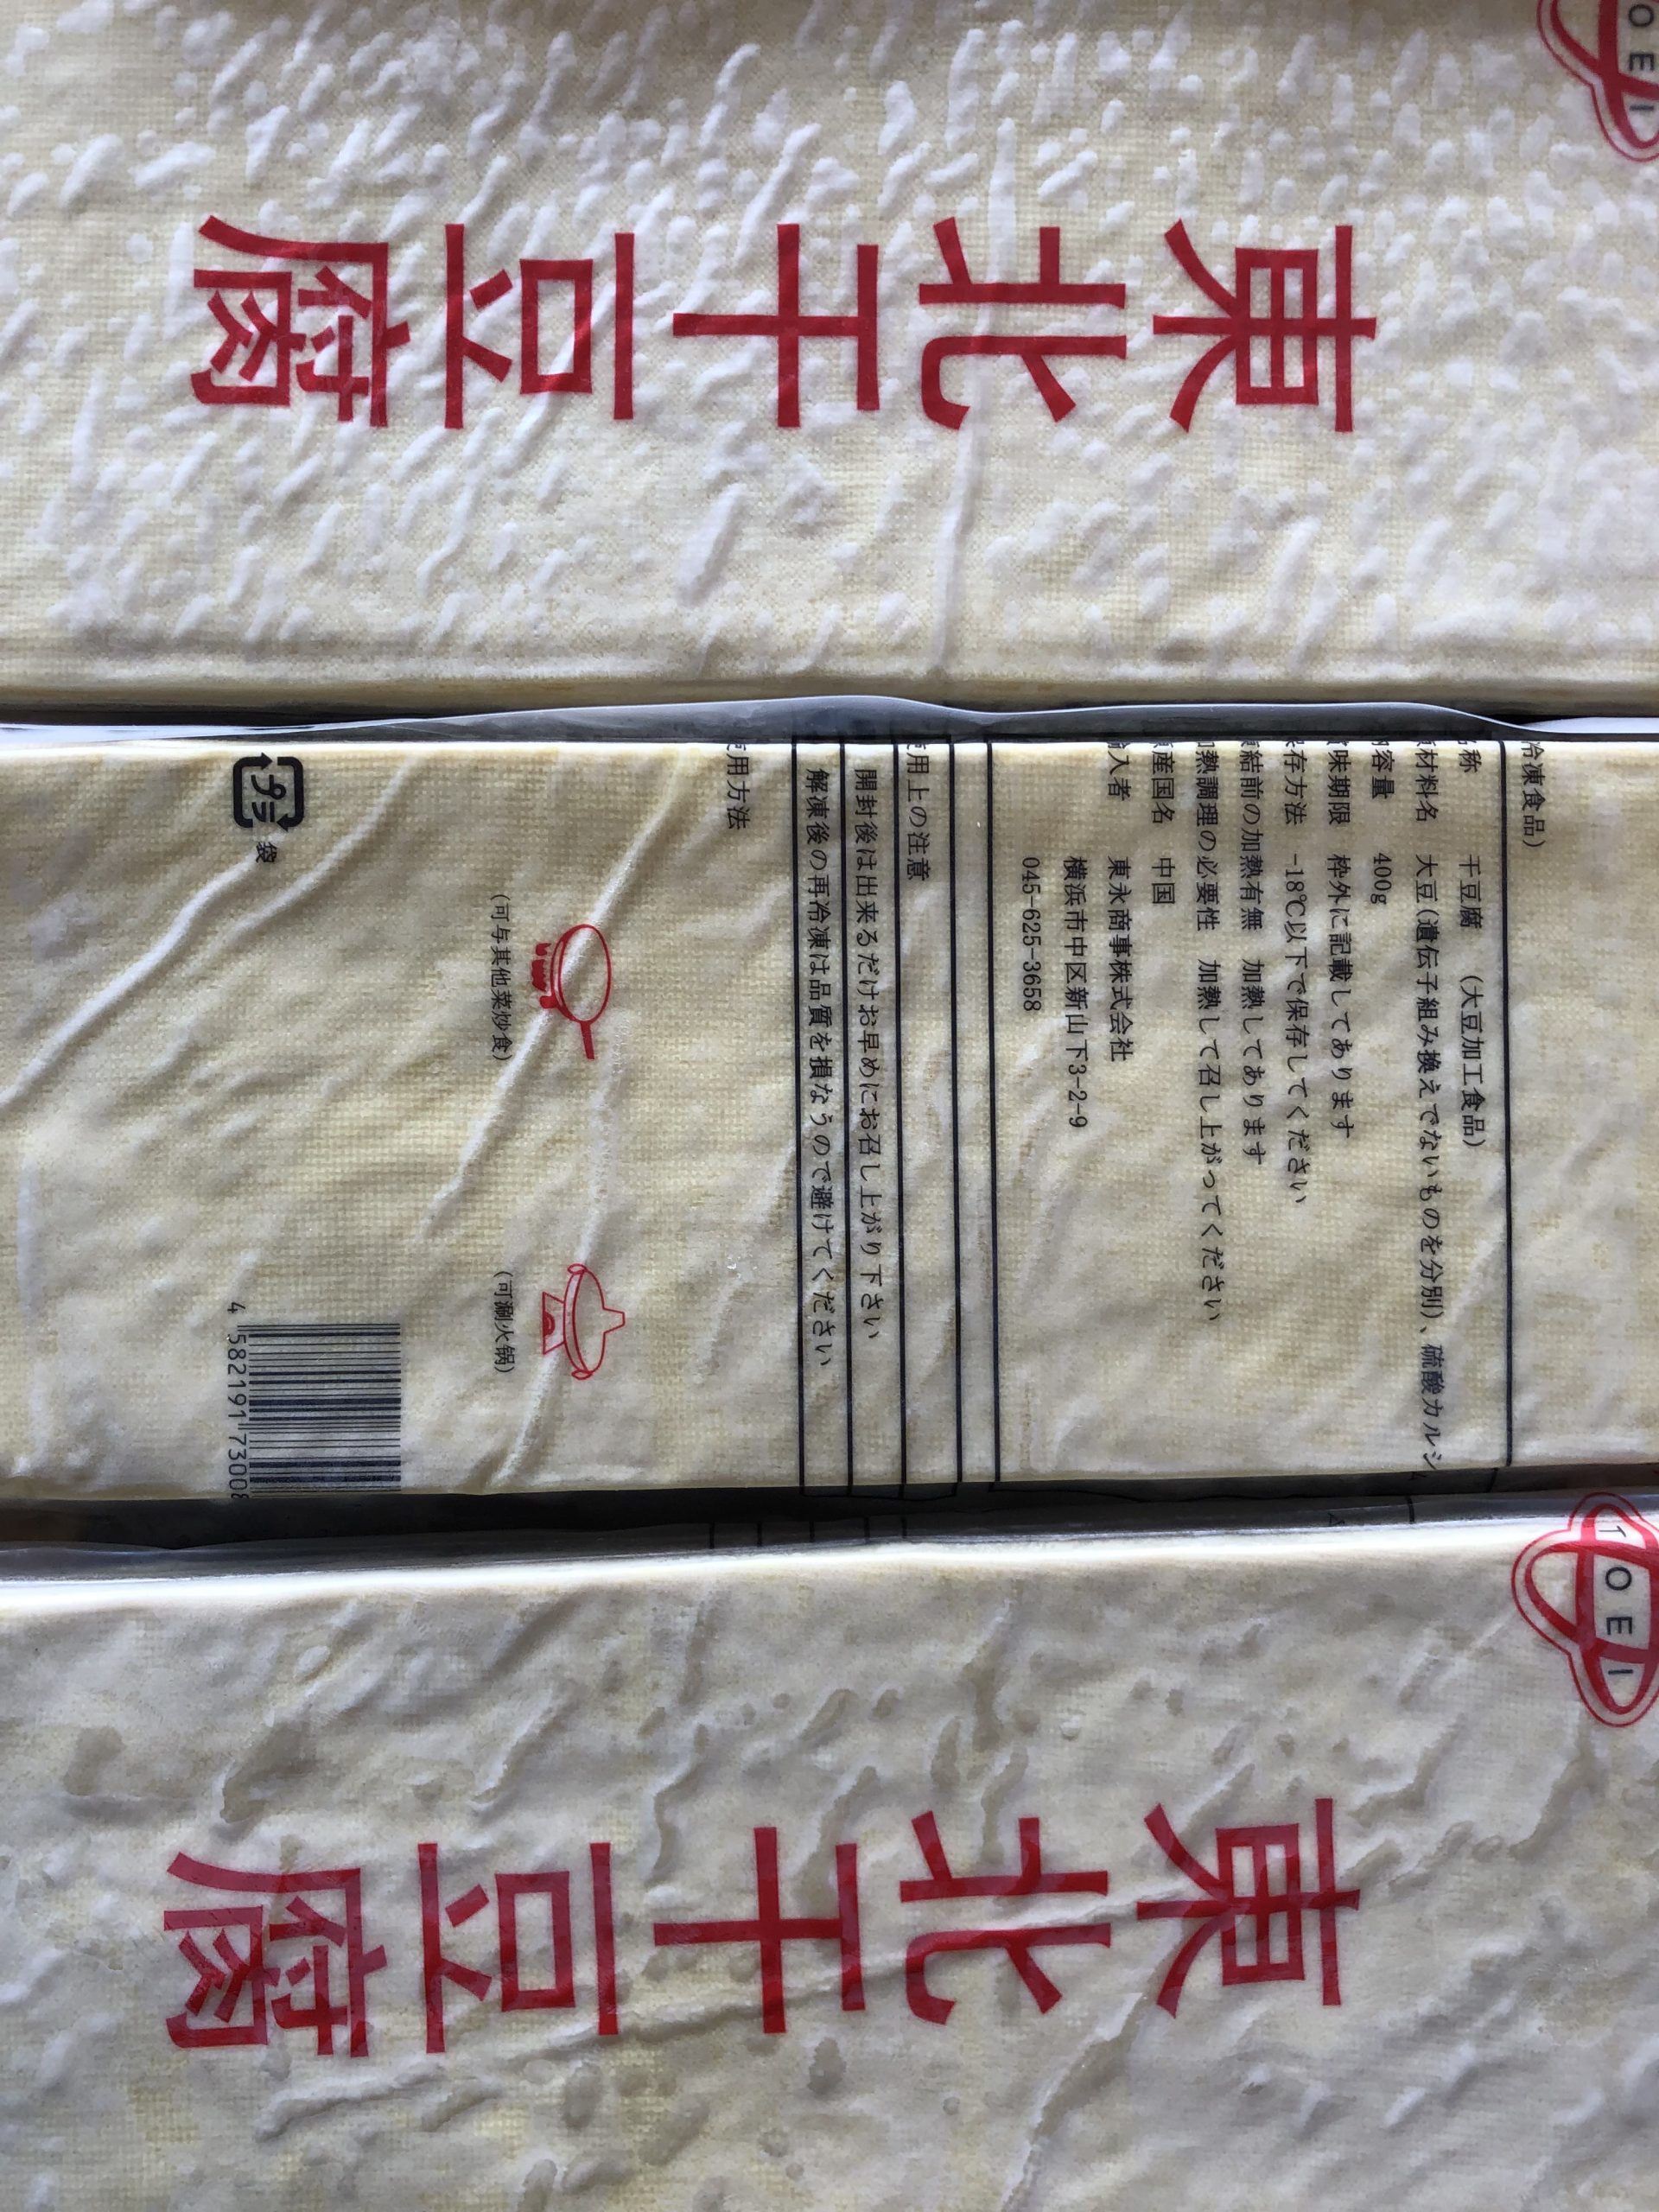 TOEI
東北干豆腐
冷凍食品)
名称 干豆腐 (大豆加工食品)
原材料名 大豆(遺伝子組み換えでないものを分別)、硫酸カルシ
内容量 400g
賞味期限 枠外に記載してあります
保存方法 -18℃以下で保存してください
凍結前の加熱有無 加熱してあります
加熱調理の必要性 加熱して召し上がってください
原産国名 中国
輸入者 東永商事株式会社
横浜市中区新山下3-2-9
045-625-3658
使用上の注意
開封後は出来るだけお早めにお召し上がり下さい
解凍後の再冷凍は品質を損なうので避けてください
使用方法
(可与其他菜炒食)
(可涮火锅)
プラ 袋
4 582191 73008
TOEI
東北干豆腐